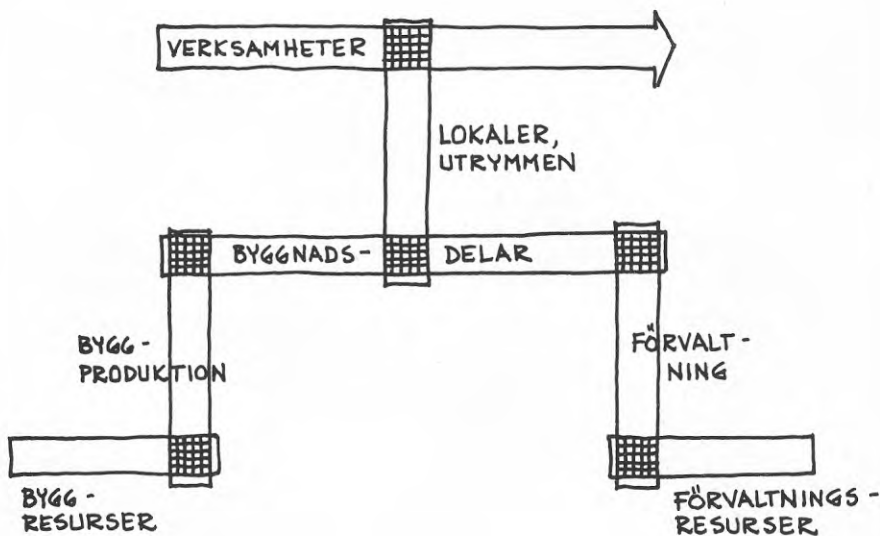 VERKSAMHETER
LOKALER,
UTRYMMEN
BYGGNADS- DELAR
BYGG-
PRODUKTION
FÖRVALT-
NING
BYGG-
RESURSER
FÖRVALTNINGS-
RESURSER